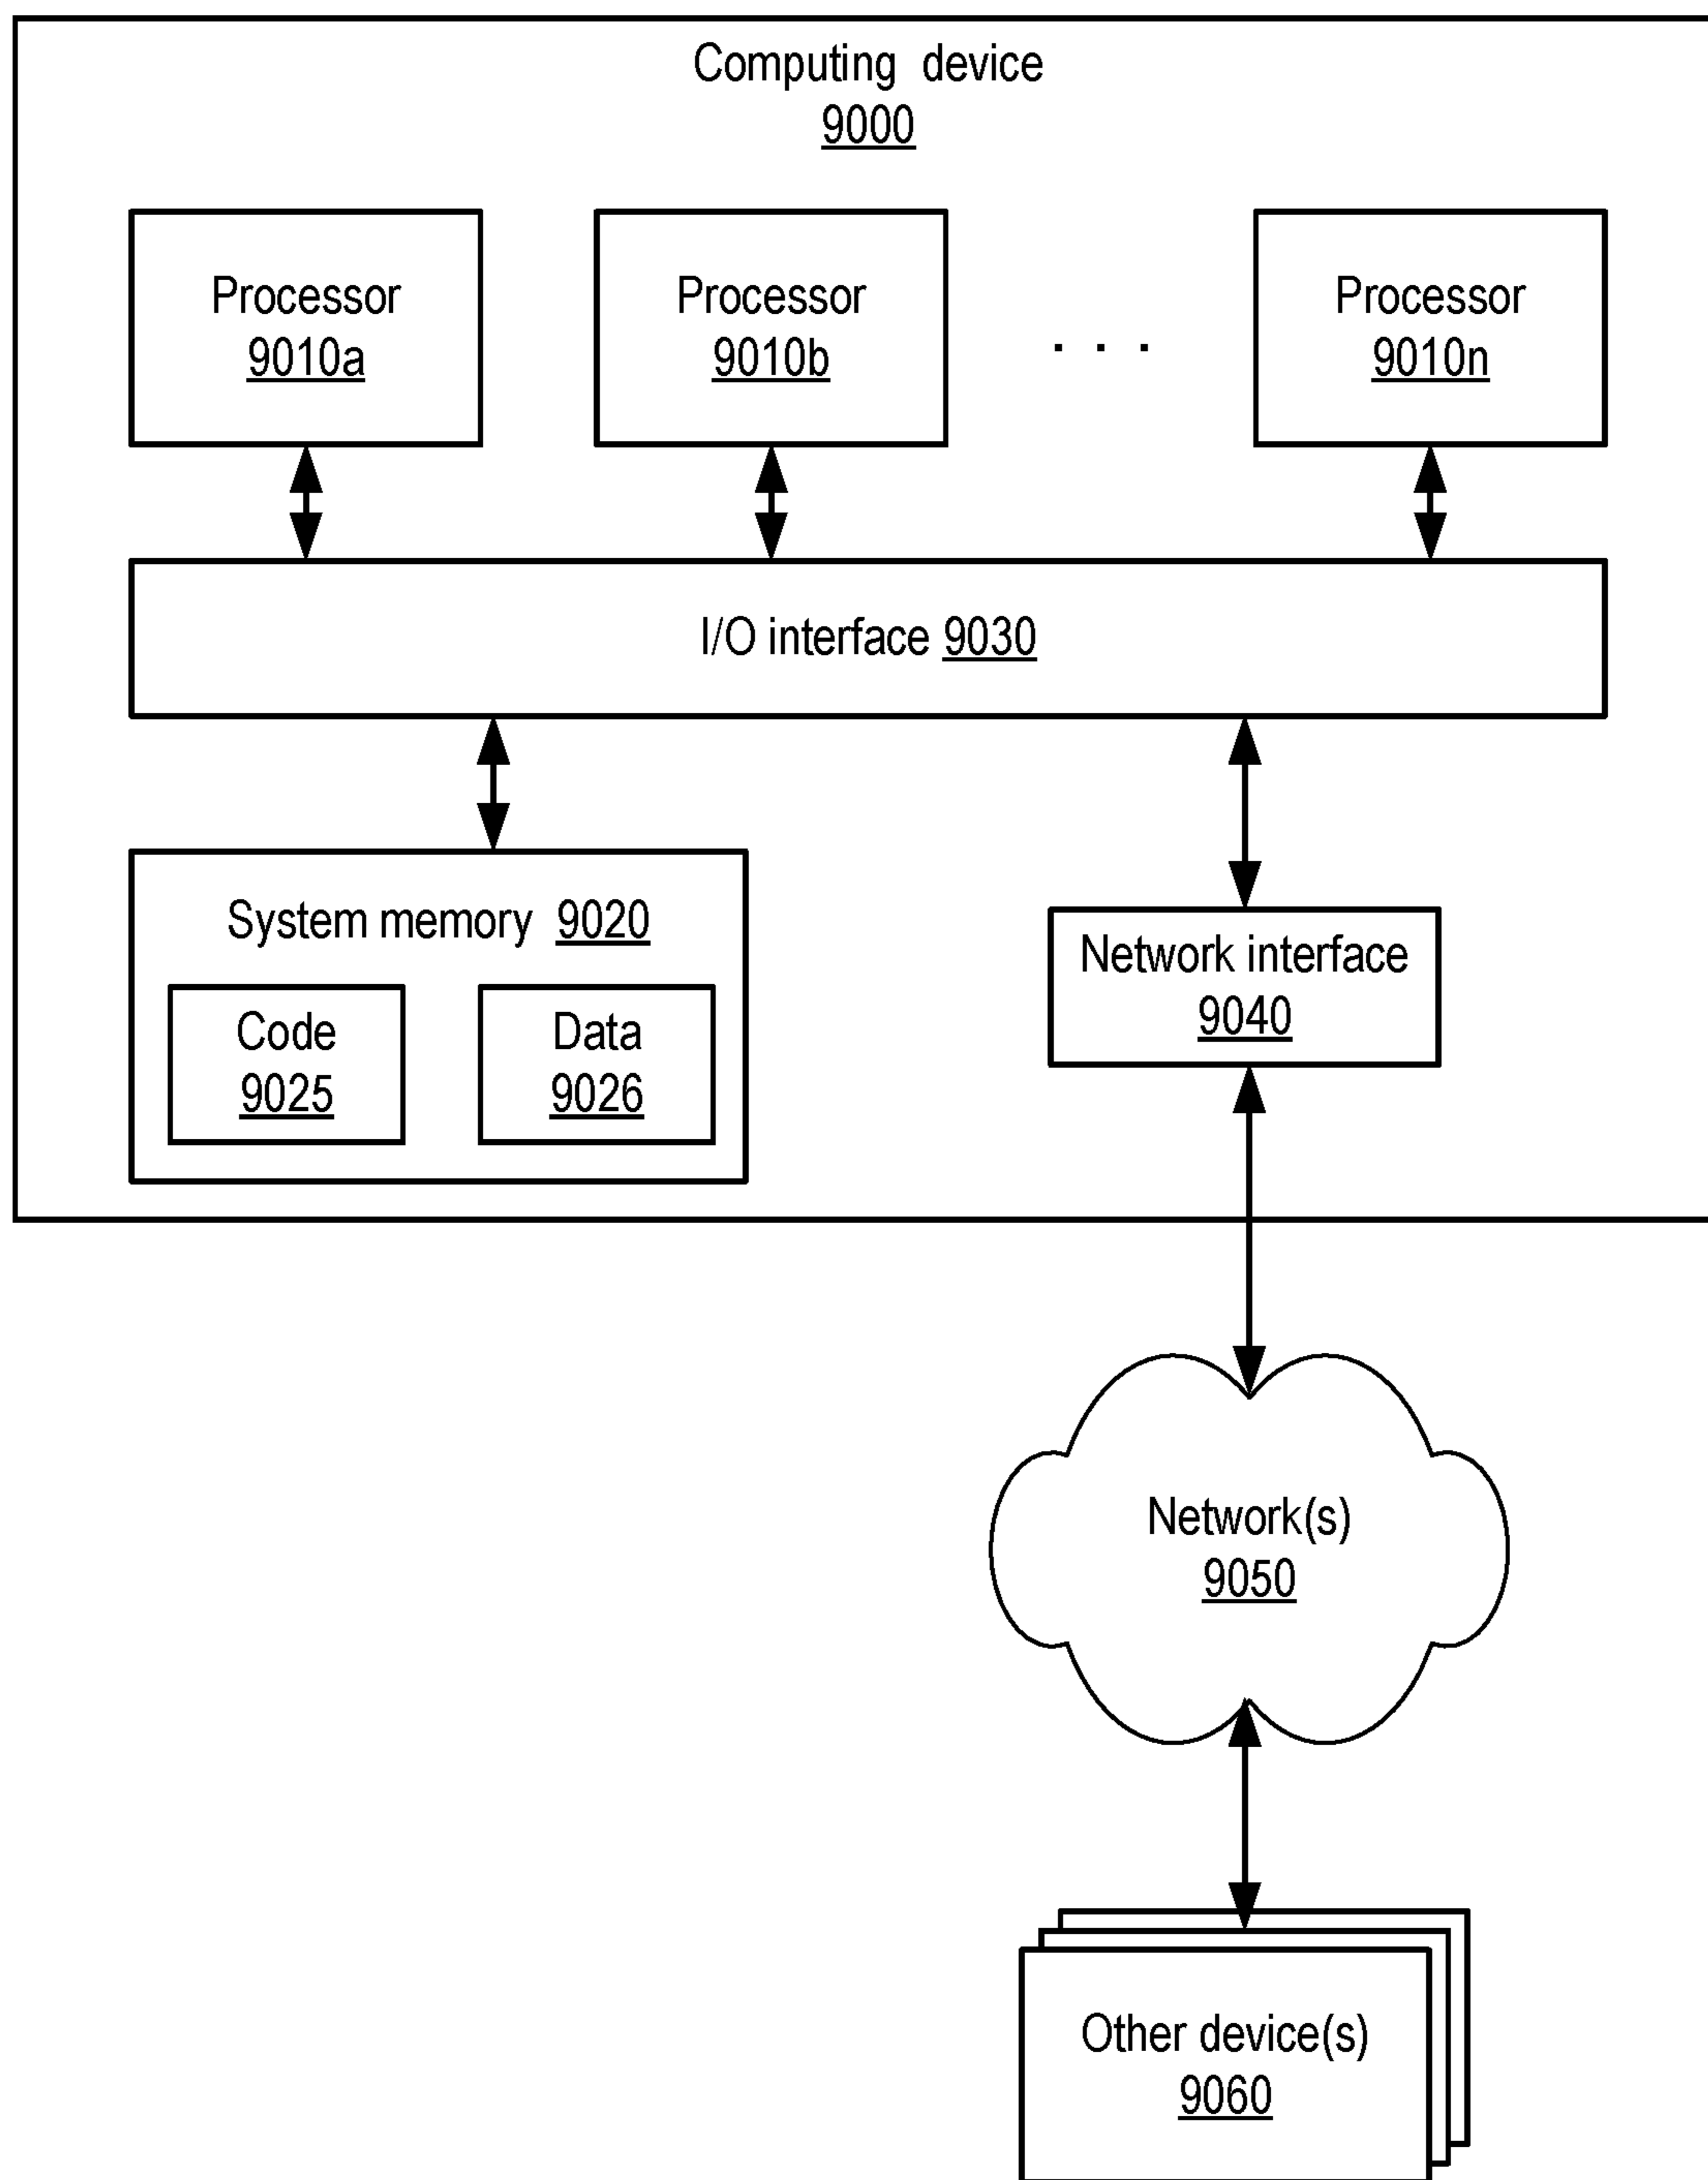 Computing device
9000
Processor
9010a
Processor
9010b
. . .
Processor
9010n
I/O interface 9030
System memory 9020
Code
9025
Data
9026
Network interface
9040
Network(s)
9050
Other device(s)
9060